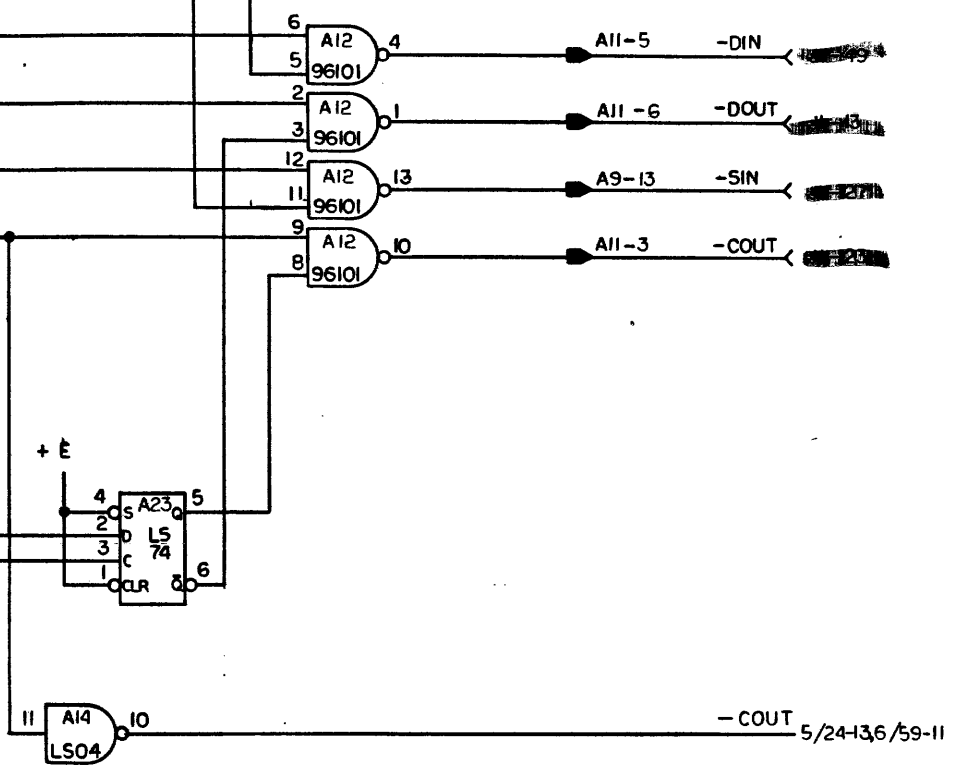 6
A12
4
A11-5
-DIN
5
96101
2
A12
1
A11-6
-DOUT
3
96101
12
A12
13
A9-13
-SIN
11
96101
9
A12
10
A11-3
-COUT
8
96101
+E
4
S
A23
Q
5
2
D
LS
74
3
C
1
CLR
Q̄
6
11
A14
10
LS04
-COUT
5/24-13,6/59-11